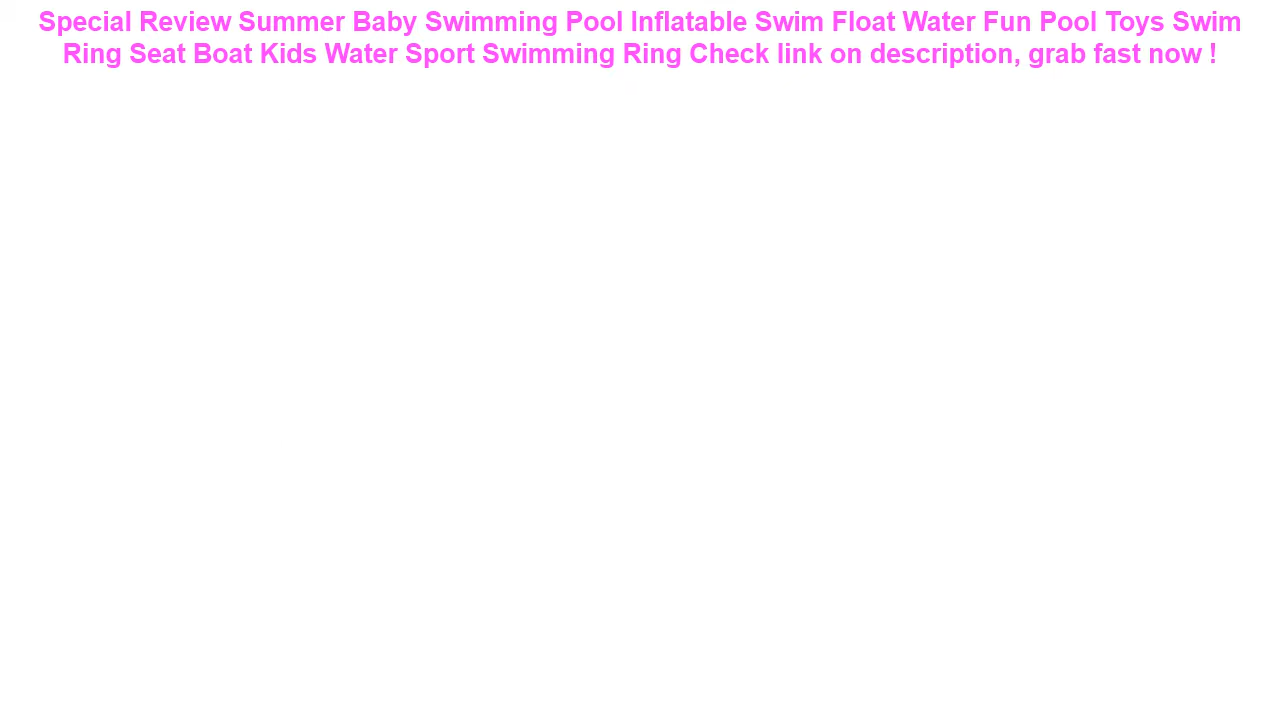 Special Review Summer Baby Swimming Pool Inflatable Swim Float Water Fun Pool Toys Swim
Ring Seat Boat Kids Water Sport Swimming Ring Check link on description, grab fast now !